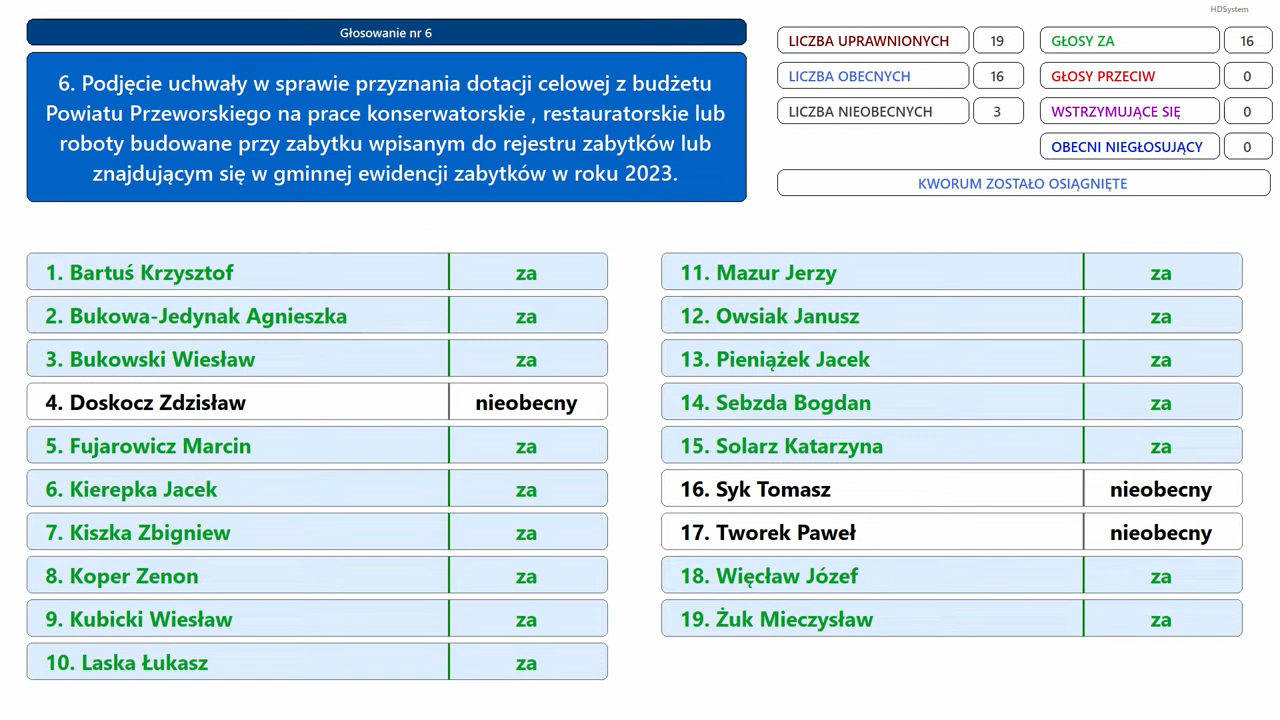 HDSystem
Głosowanie nr 6
6. Podjęcie uchwały w sprawie przyznania dotacji celowej z budżetu
Powiatu Przeworskiego na prace konserwatorskie , restauratorskie lub
roboty budowane przy zabytku wpisanym do rejestru zabytków lub
znajdującym się w gminnej ewidencji zabytków w roku 2023.
LICZBA UPRAWNIONYCH 19
LICZBA OBECNYCH 16
LICZBA NIEOBECNYCH 3
GŁOSY ZA 16
GŁOSY PRZECIW 0
WSTRZYMUJĄCE SIĘ 0
OBECNI NIEGŁOSUJĄCY 0
KWORUM ZOSTAŁO OSIĄGNIĘTE
1. Bartuś Krzysztof za
2. Bukowa-Jedynak Agnieszka za
3. Bukowski Wiesław za
4. Doskocz Zdzisław nieobecny
5. Fujarowicz Marcin za
6. Kierepka Jacek za
7. Kiszka Zbigniew za
8. Koper Zenon za
9. Kubicki Wiesław za
10. Laska Łukasz za
11. Mazur Jerzy za
12. Owsiak Janusz za
13. Pieniążek Jacek za
14. Sebzda Bogdan za
15. Solarz Katarzyna za
16. Syk Tomasz nieobecny
17. Tworek Paweł nieobecny
18. Więcław Józef za
19. Żuk Mieczysław za